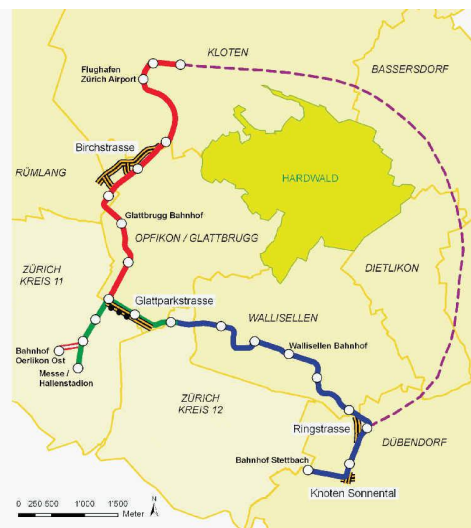 KLOTEN
BASSERSDORF
Flughafen
Zürich Airport
Birchstrasse
RÜMLANG
HARDWALD
Glattbrugg Bahnhof
OPFIKON / GLATTBRUGG
ZÜRICH
KREIS 11
DIETLIKON
Glattparkstrasse
WALLISELLEN
Bahnhof
Oerlikon Ost
Wallisellen Bahnhof
Messe /
Hallenstadion
ZÜRICH
KREIS 12
Ringstrasse
DÜBENDORF
Bahnhof Stettbach
Knoten Sonnental
0 250 500 1'000 1'500
Meter
N